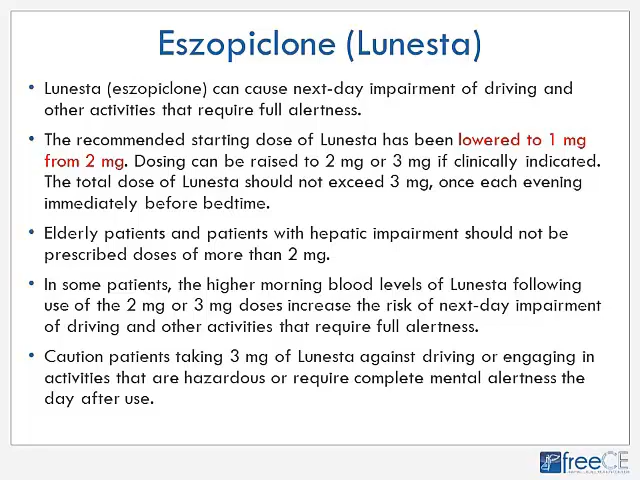 Eszopiclone (Lunesta)
• Lunesta (eszopiclone) can cause next-day impairment of driving and
other activities that require full alertness.
• The recommended starting dose of Lunesta has been lowered to 1 mg
from 2 mg. Dosing can be raised to 2 mg or 3 mg if clinically indicated.
The total dose of Lunesta should not exceed 3 mg, once each evening
immediately before bedtime.
• Elderly patients and patients with hepatic impairment should not be
prescribed doses of more than 2 mg.
• In some patients, the higher morning blood levels of Lunesta following
use of the 2 mg or 3 mg doses increase the risk of next-day impairment
of driving and other activities that require full alertness.
• Caution patients taking 3 mg of Lunesta against driving or engaging in
activities that are hazardous or require complete mental alertness the
day after use.
freeCE